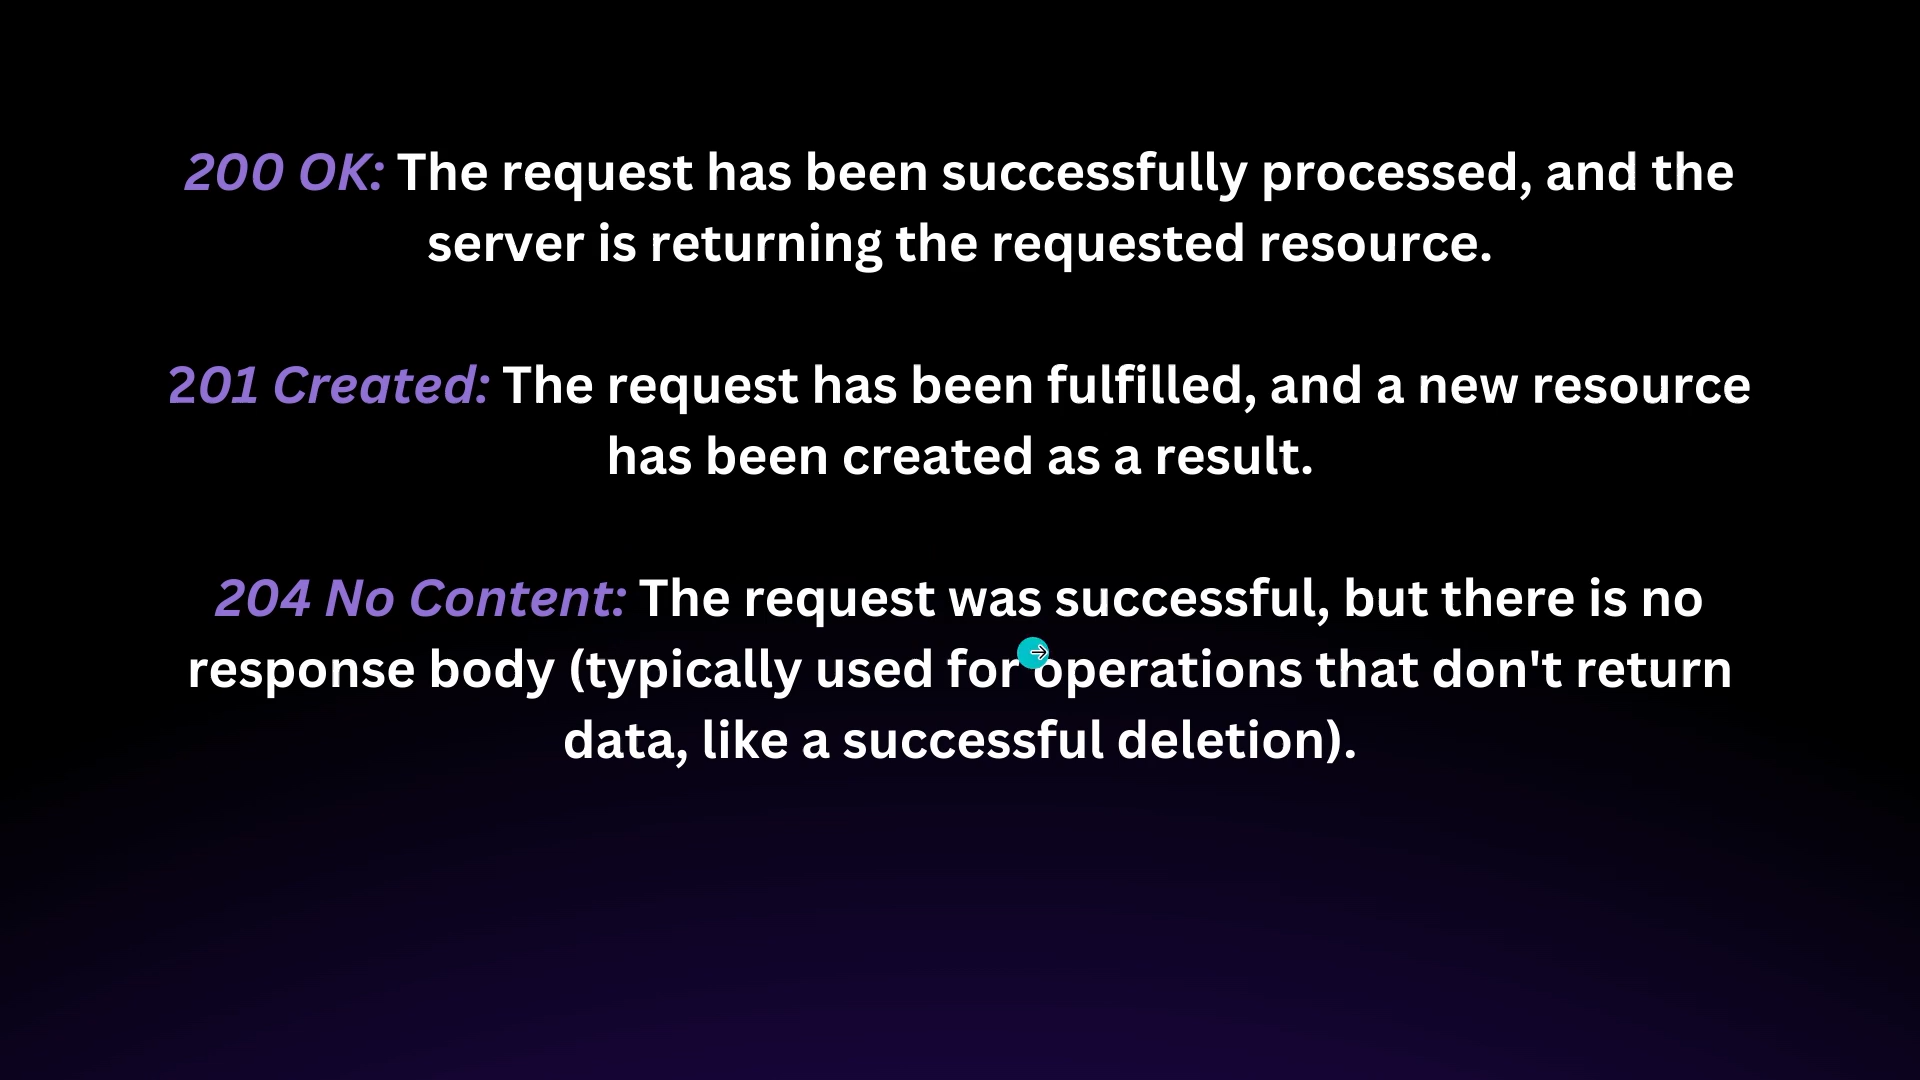 200 OK: The request has been successfully processed, and the
server is returning the requested resource.
201 Created: The request has been fulfilled, and a new resource
has been created as a result.
204 No Content: The request was successful, but there is no
response body (typically used for operations that don't return
data, like a successful deletion).